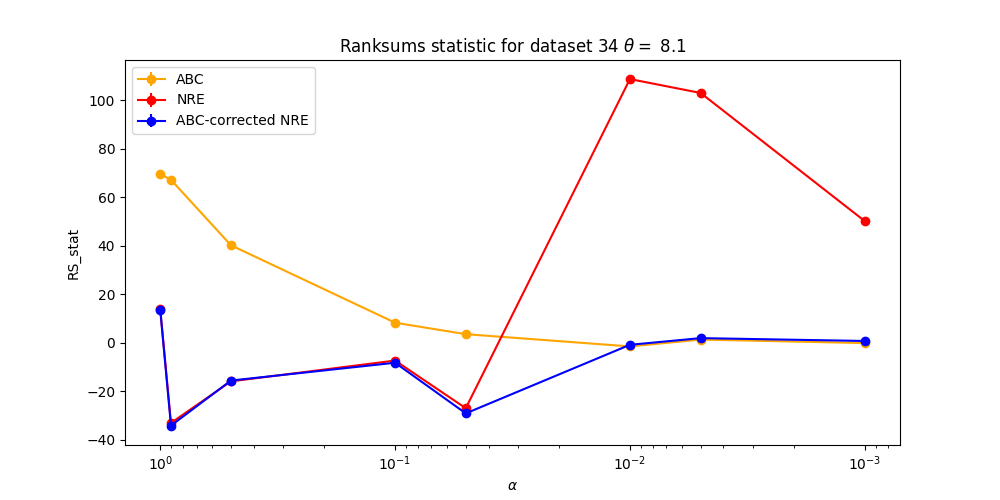 Ranksums statistic for dataset 34 θ = 8.1
ABC
NRE
ABC-corrected NRE
RS_stat
100
80
60
40
20
0
−20
−40
10⁰
10⁻¹
10⁻²
10⁻³
α